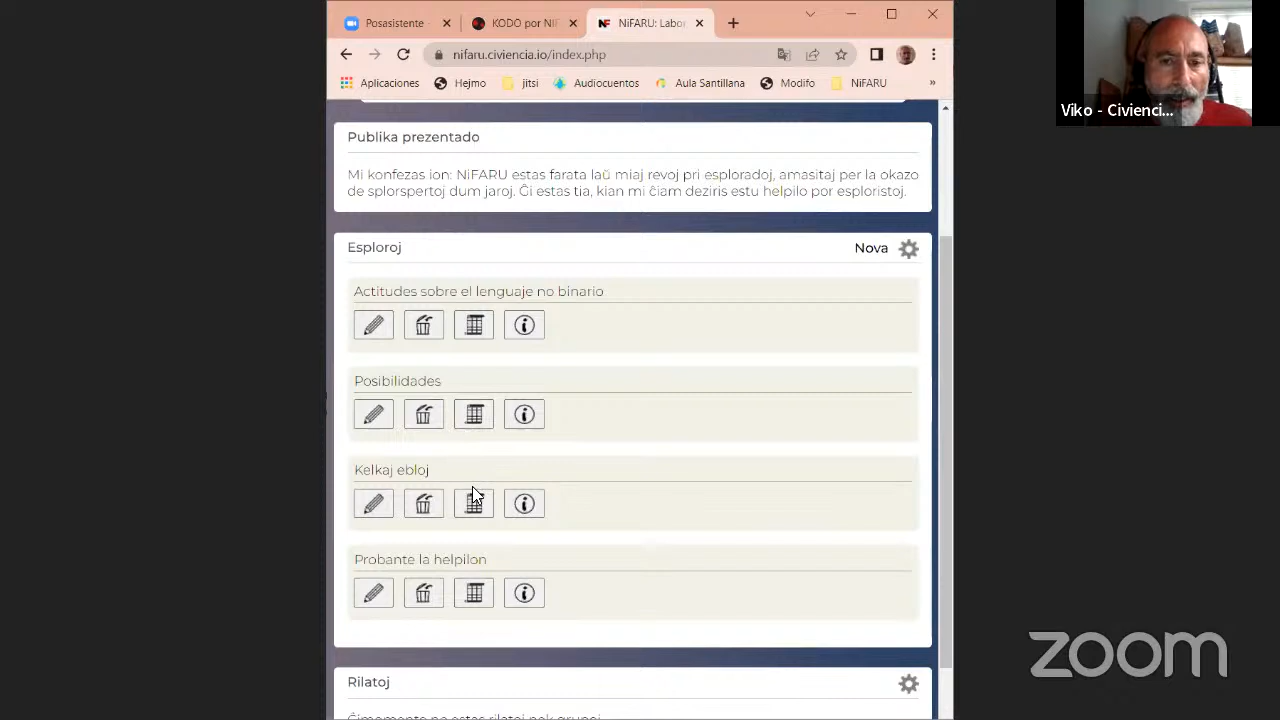 Posasistente
KODO por NIF
NiFARU: Labo
nifaru.civiencia.io/index.php
Aplicaciones
Hejmo
jitsi
Audiocuentos
Aula Santillana
Modifo
NiFARU
»
Viko - Civienci...
Publika prezentado
Mi konfezas ion: NiFARU estas farata laŭ miaj revoj pri esploradoj, amasitaj per la okazo
de splorspertoj dum jaroj. Ĉi estas tia, kian mi ĉiam deziris estu helpilo por esploristoj.
Esploroj
Nova
Actitudes sobre el lenguaje no binario
Posibilidades
Kelkaj ebloj
Probante la helpilon
Rilatoj
zoom